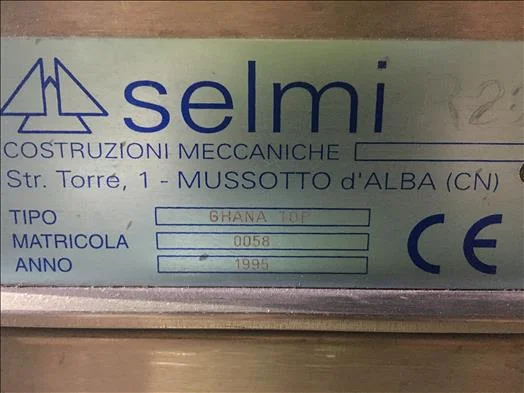 selmi
COSTRUZIONI MECCANICHE
Str. Torre, 1 - MUSSOTTO d'ALBA (CN)
TIPO GRANA TOP
MATRICOLA 0058
ANNO 1995
CE